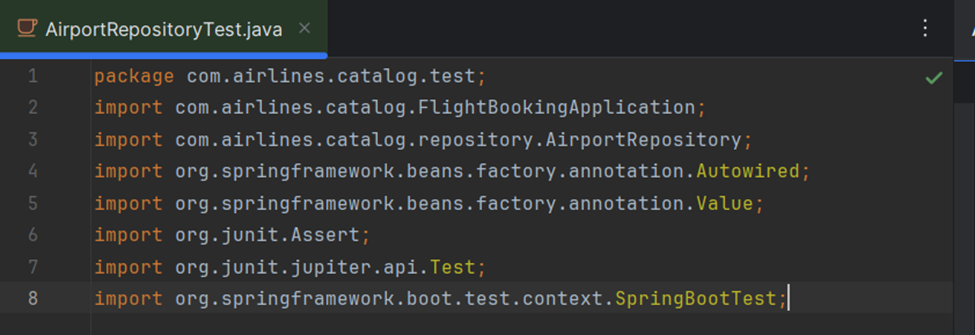 AirportRepositoryTest.java
1 package com.airlines.catalog.test;
2 import com.airlines.catalog.FlightBookingApplication;
3 import com.airlines.catalog.repository.AirportRepository;
4 import org.springframework.beans.factory.annotation.Autowired;
5 import org.springframework.beans.factory.annotation.Value;
6 import org.junit.Assert;
7 import org.junit.jupiter.api.Test;
8 import org.springframework.boot.test.context.SpringBootTest;